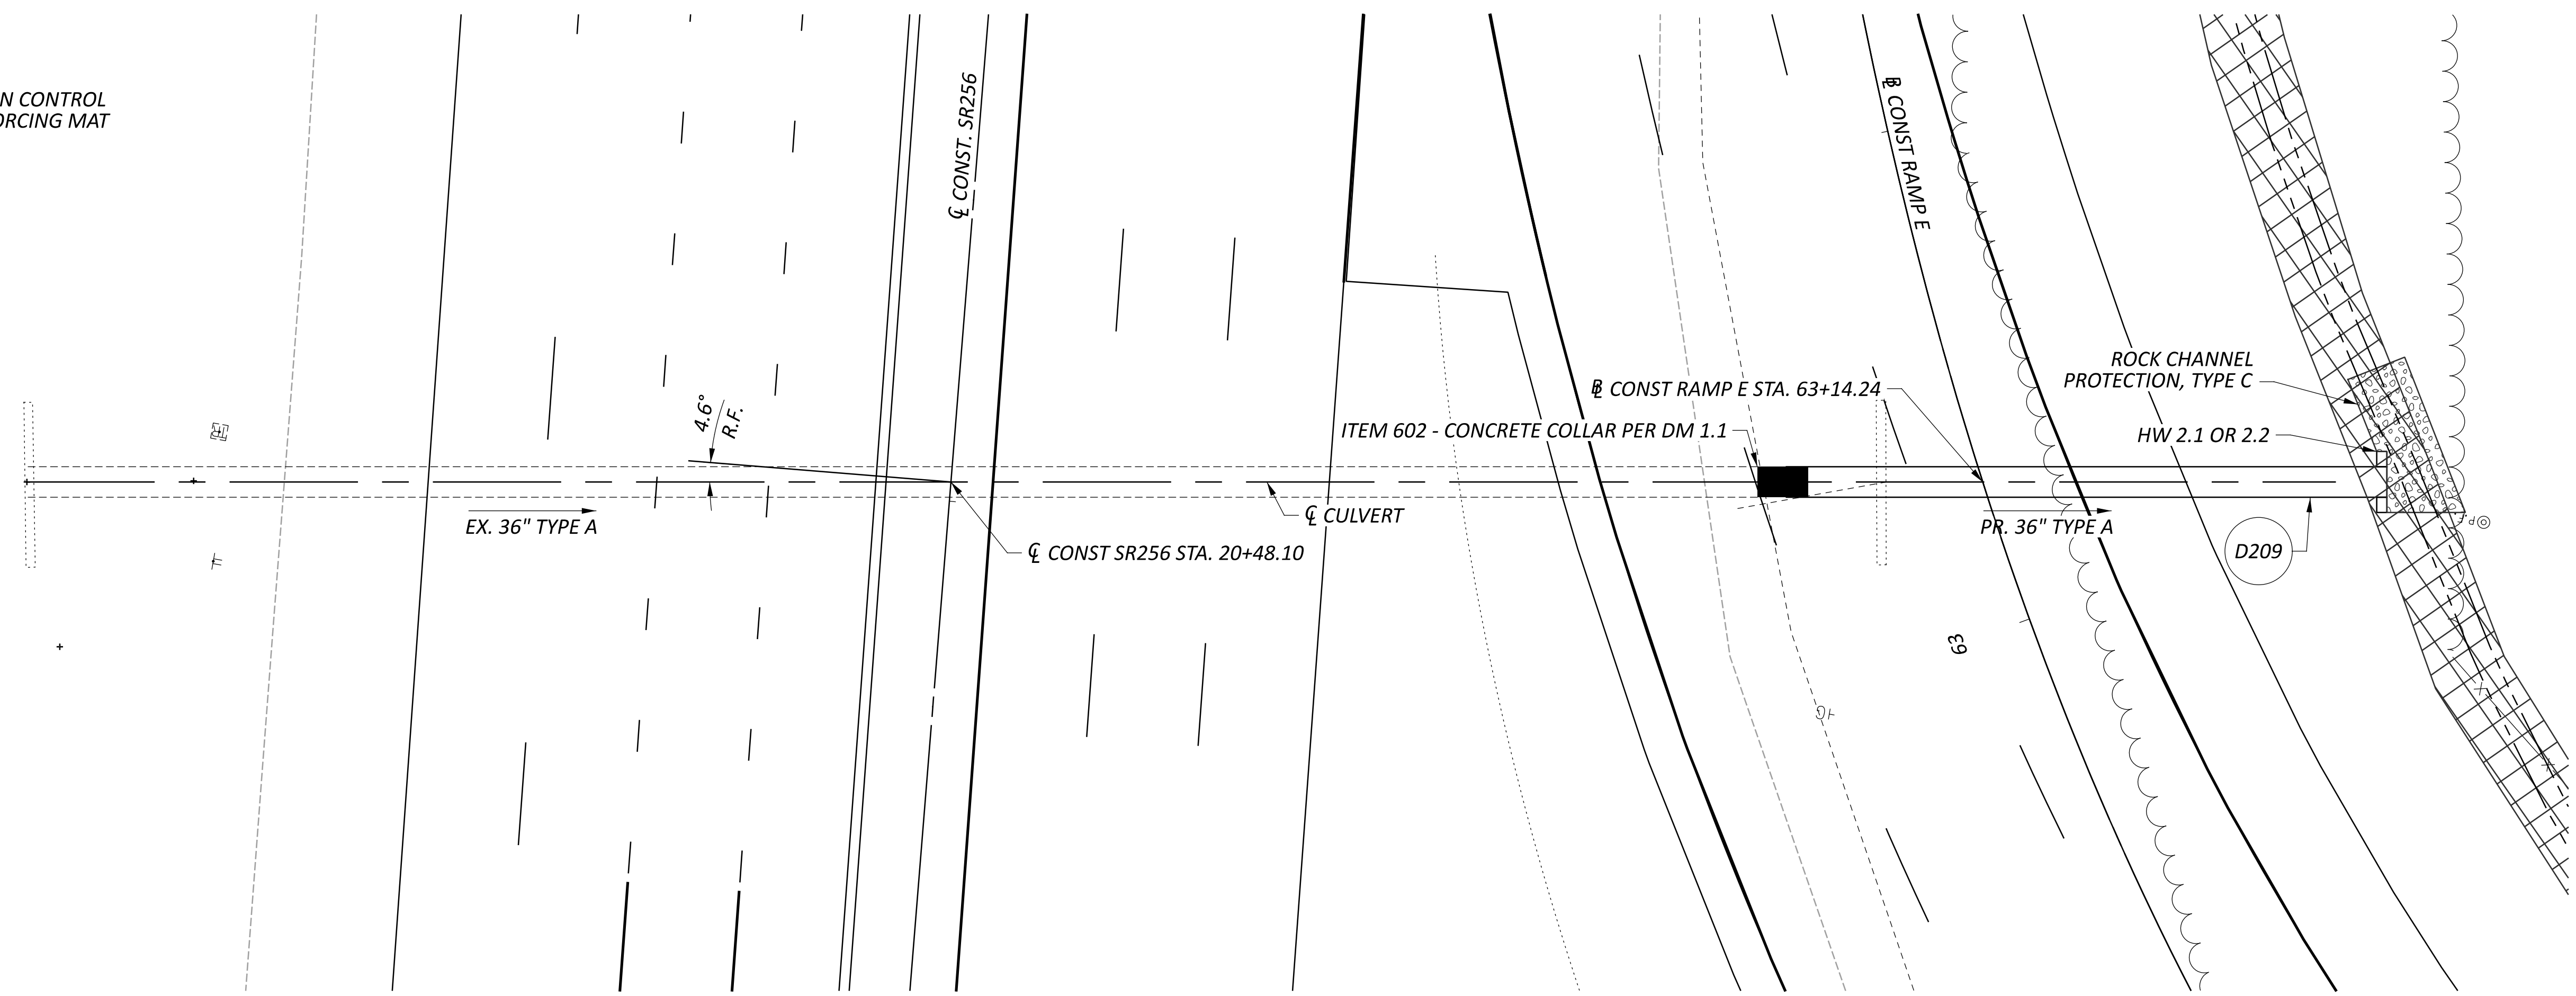 N CONTROL
ORCING MAT
℄ CONST. SR256
℄ CONST RAMP E
4.6°
R.F.
EX. 36" TYPE A
℄ CONST SR256 STA. 20+48.10
℄ CULVERT
ITEM 602 - CONCRETE COLLAR PER DM 1.1
℄ CONST RAMP E STA. 63+14.24
ROCK CHANNEL
PROTECTION, TYPE C
HW 2.1 OR 2.2
PR. 36" TYPE A
D209
63